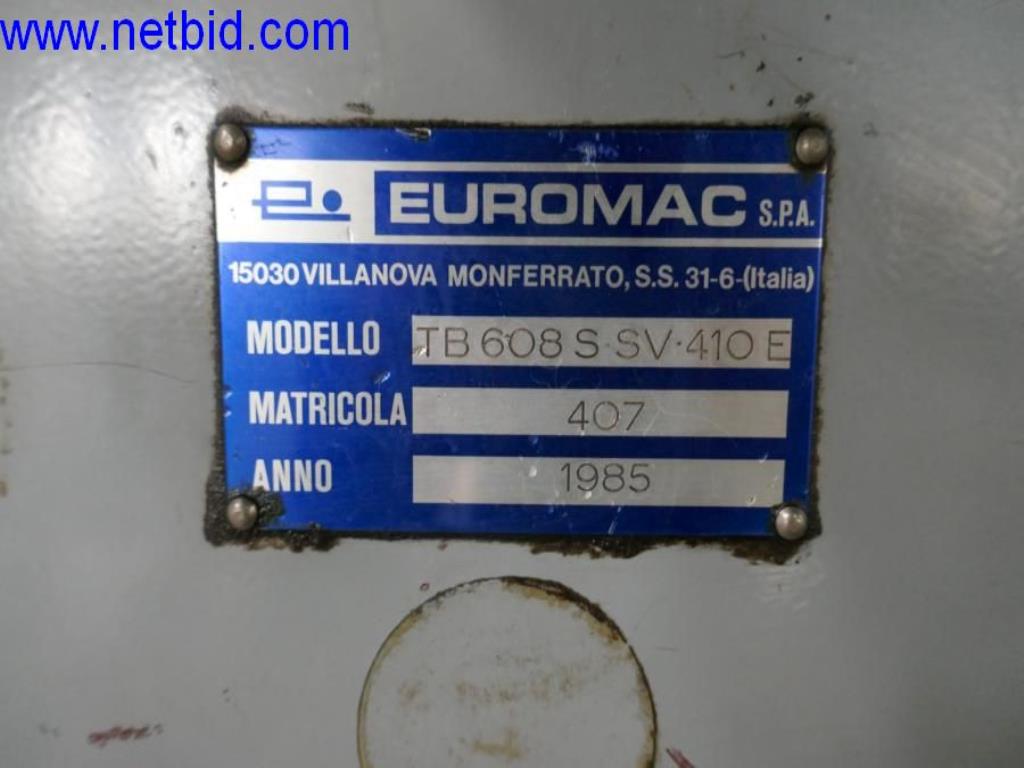 www.netbid.com
EUROMAC S.P.A.
15030 VILLANOVA MONFERRATO, S.S. 31-6-(Italia)
MODELLO TB 608 S·SV·410 E
MATRICOLA 407
ANNO 1985